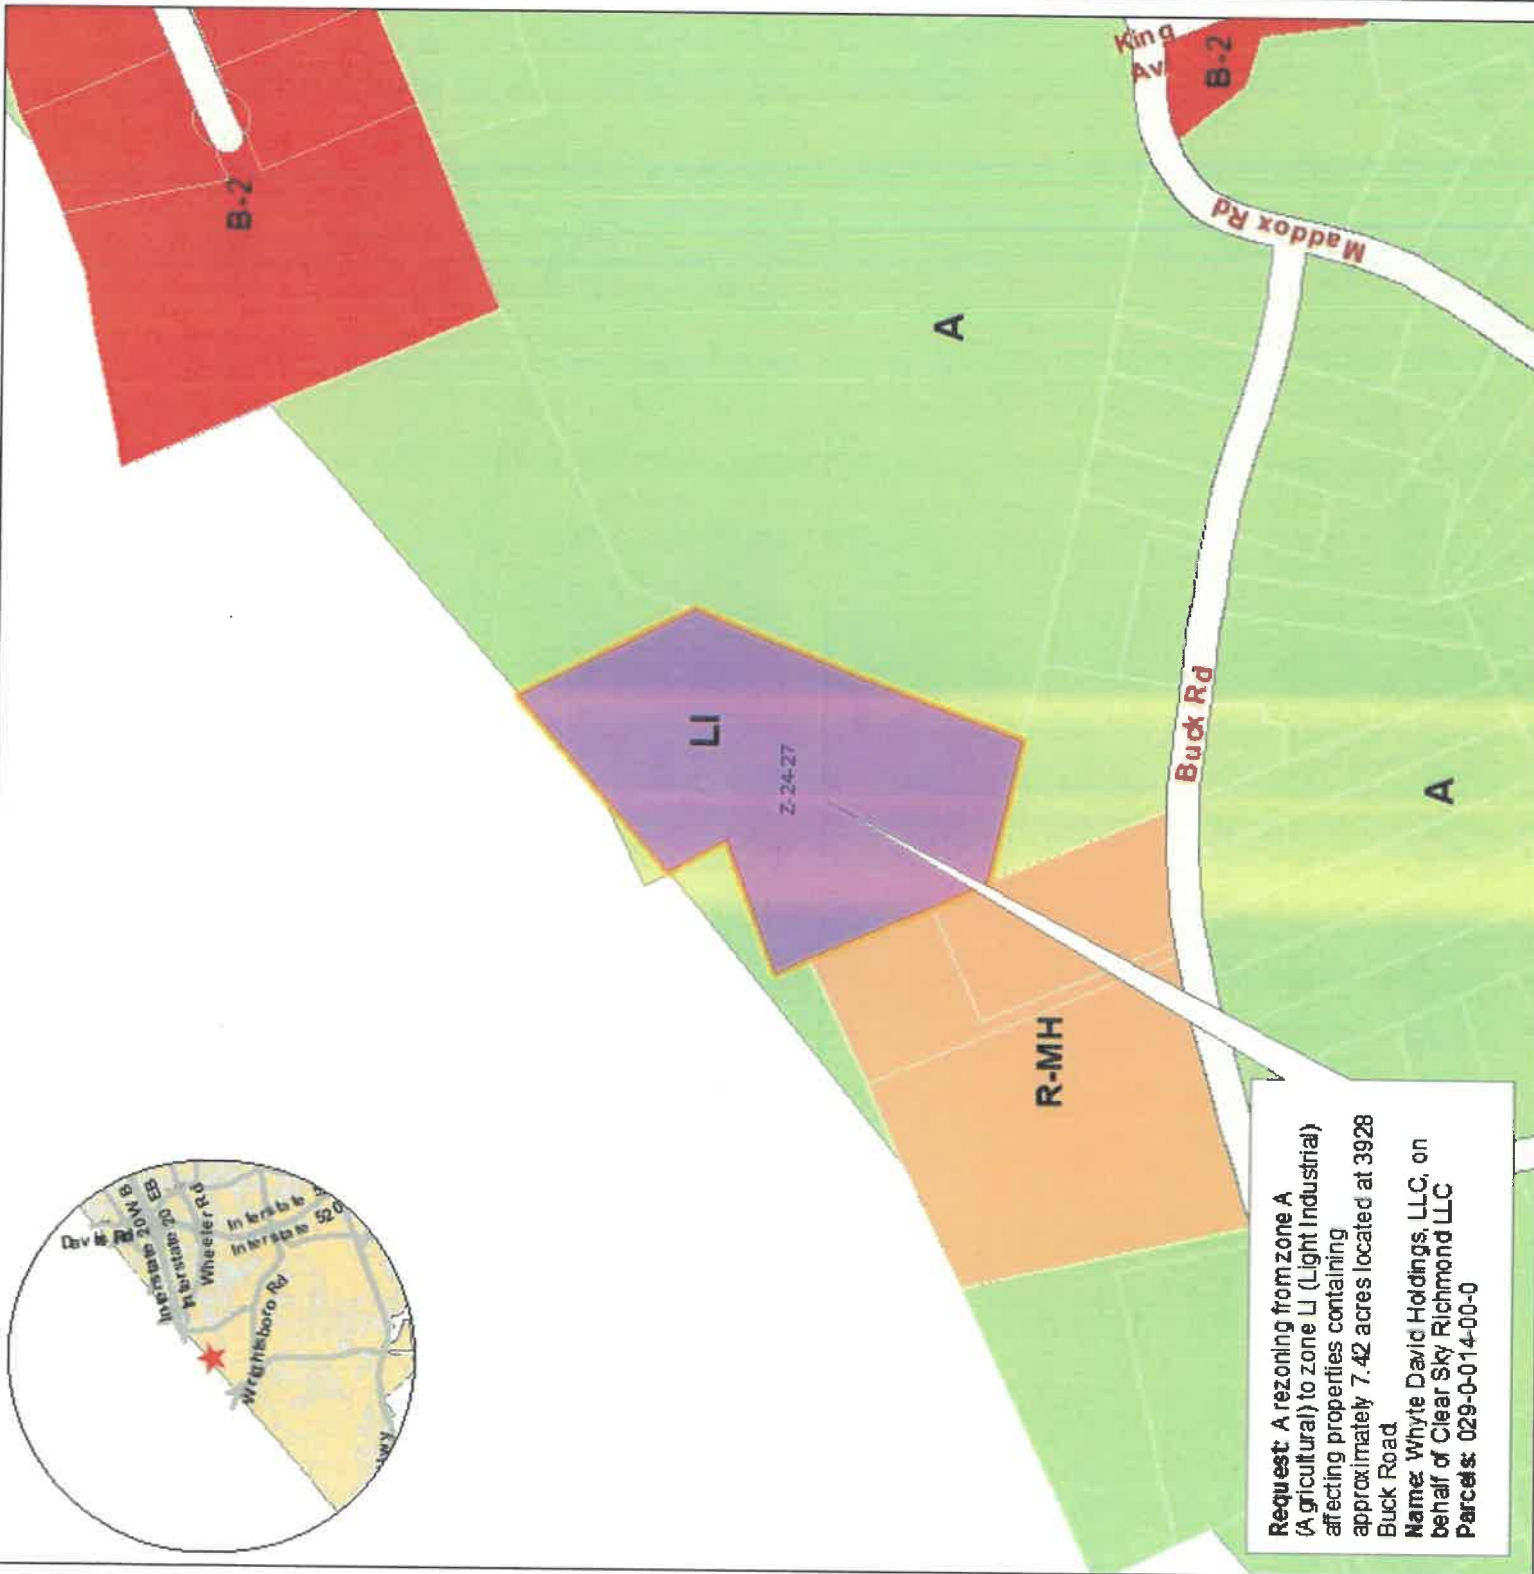 Davis Rd
Interstate 20 WB
Interstate 20 EB
Wheeler Rd
Interstate 520
Wrightsboro Rd
B-2
King
Av
B-2
Maddox Rd
A
LI
Z-24-27
Buck Rd
A
R-MH
Request: A rezoning from zone A
(Agricultural) to zone LI (Light Industrial)
affecting properties containing
approximately 7.42 acres located at 3928
Buck Road.
Name: Whyte David Holdings, LLC, on
behalf of Clear Sky Richmond LLC
Parcels: 029-0-014-00-0